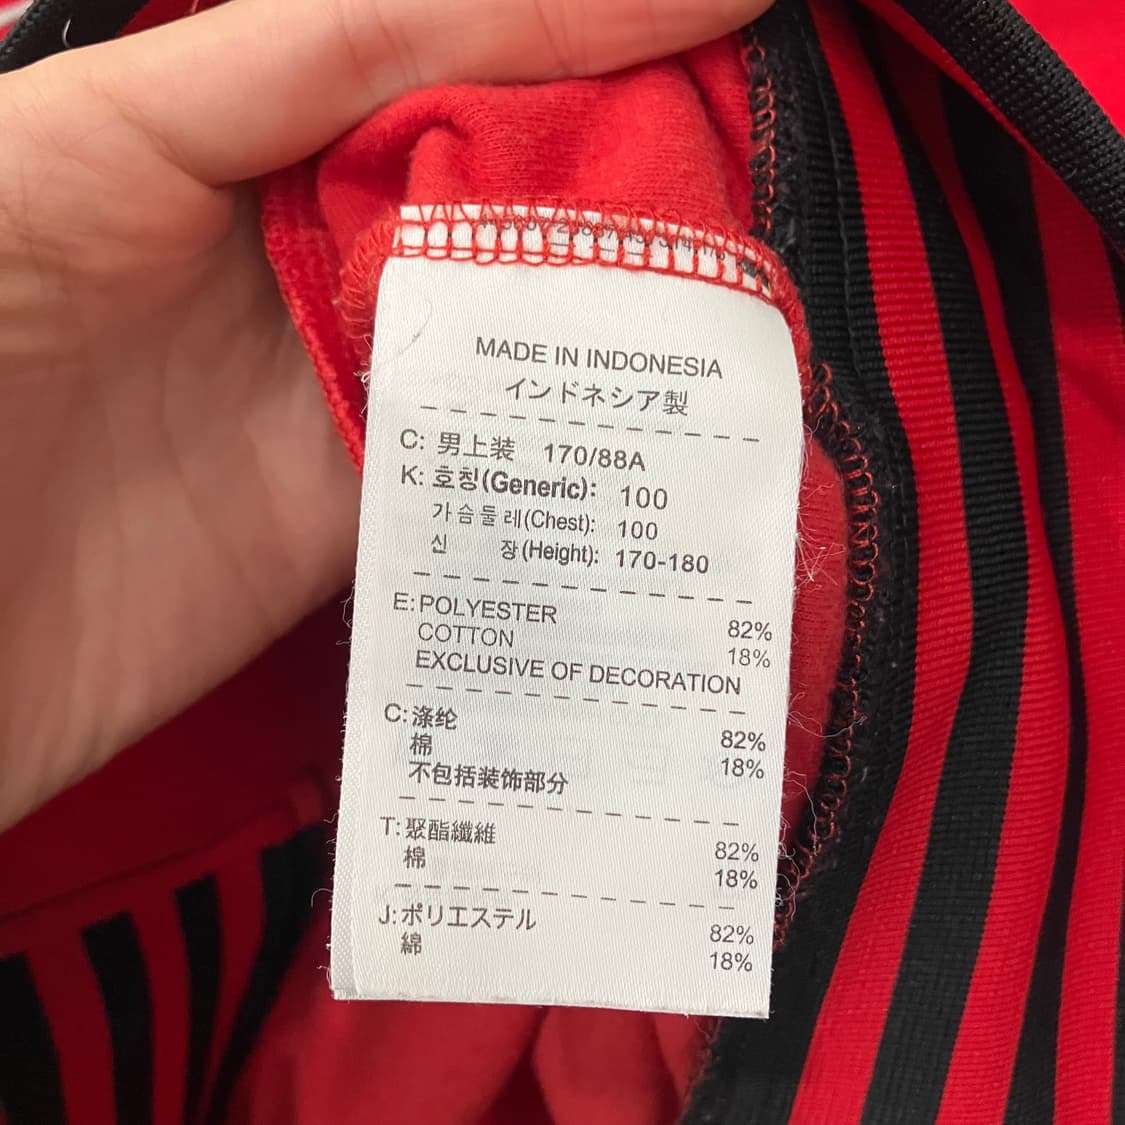 MADE IN INDONESIA
インドネシア製
C: 男上装 170/88A
K: 호칭(Generic): 100
가슴둘레(Chest): 100
신 장(Height): 170-180
E: POLYESTER 82%
COTTON 18%
EXCLUSIVE OF DECORATION
C: 涤纶 82%
棉 18%
不包括装饰部分
T: 聚酯纖維 82%
棉 18%
J: ポリエステル 82%
綿 18%